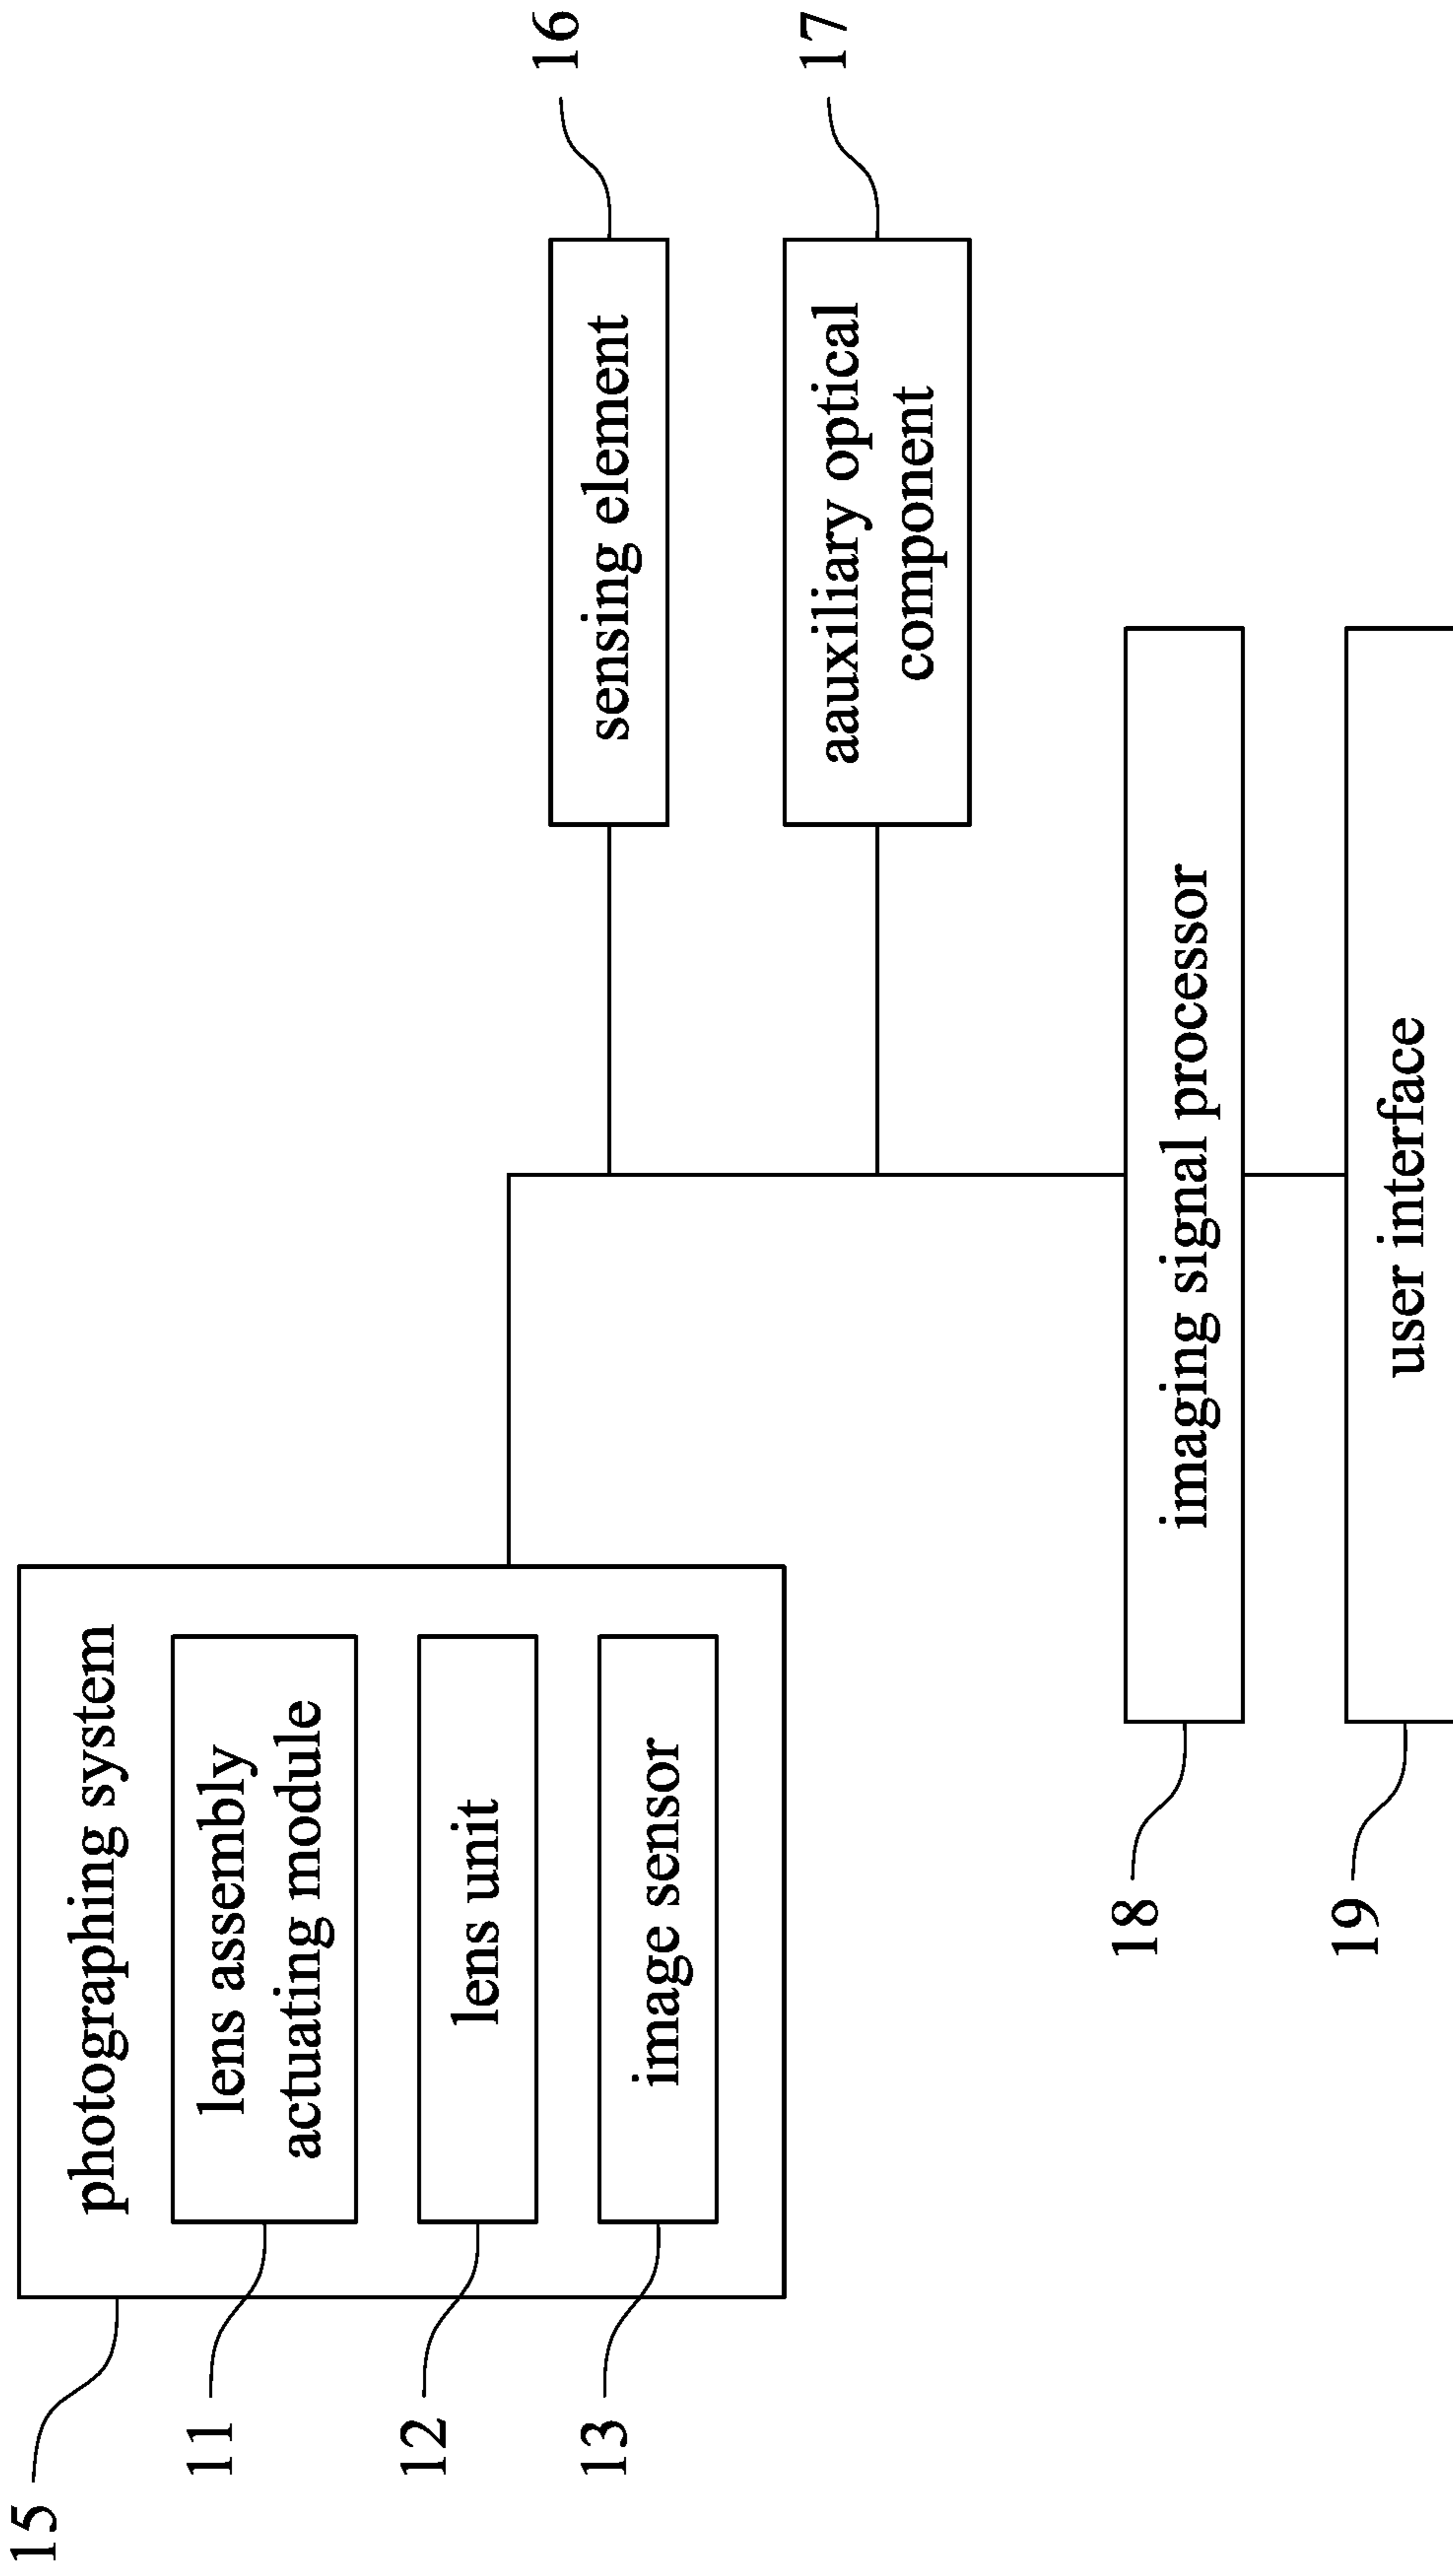 15
photographing system
11
lens assembly
actuating module
12
lens unit
13
image sensor
sensing element
16
aauxiliary optical
component
17
18
imaging signal processor
19
user interface